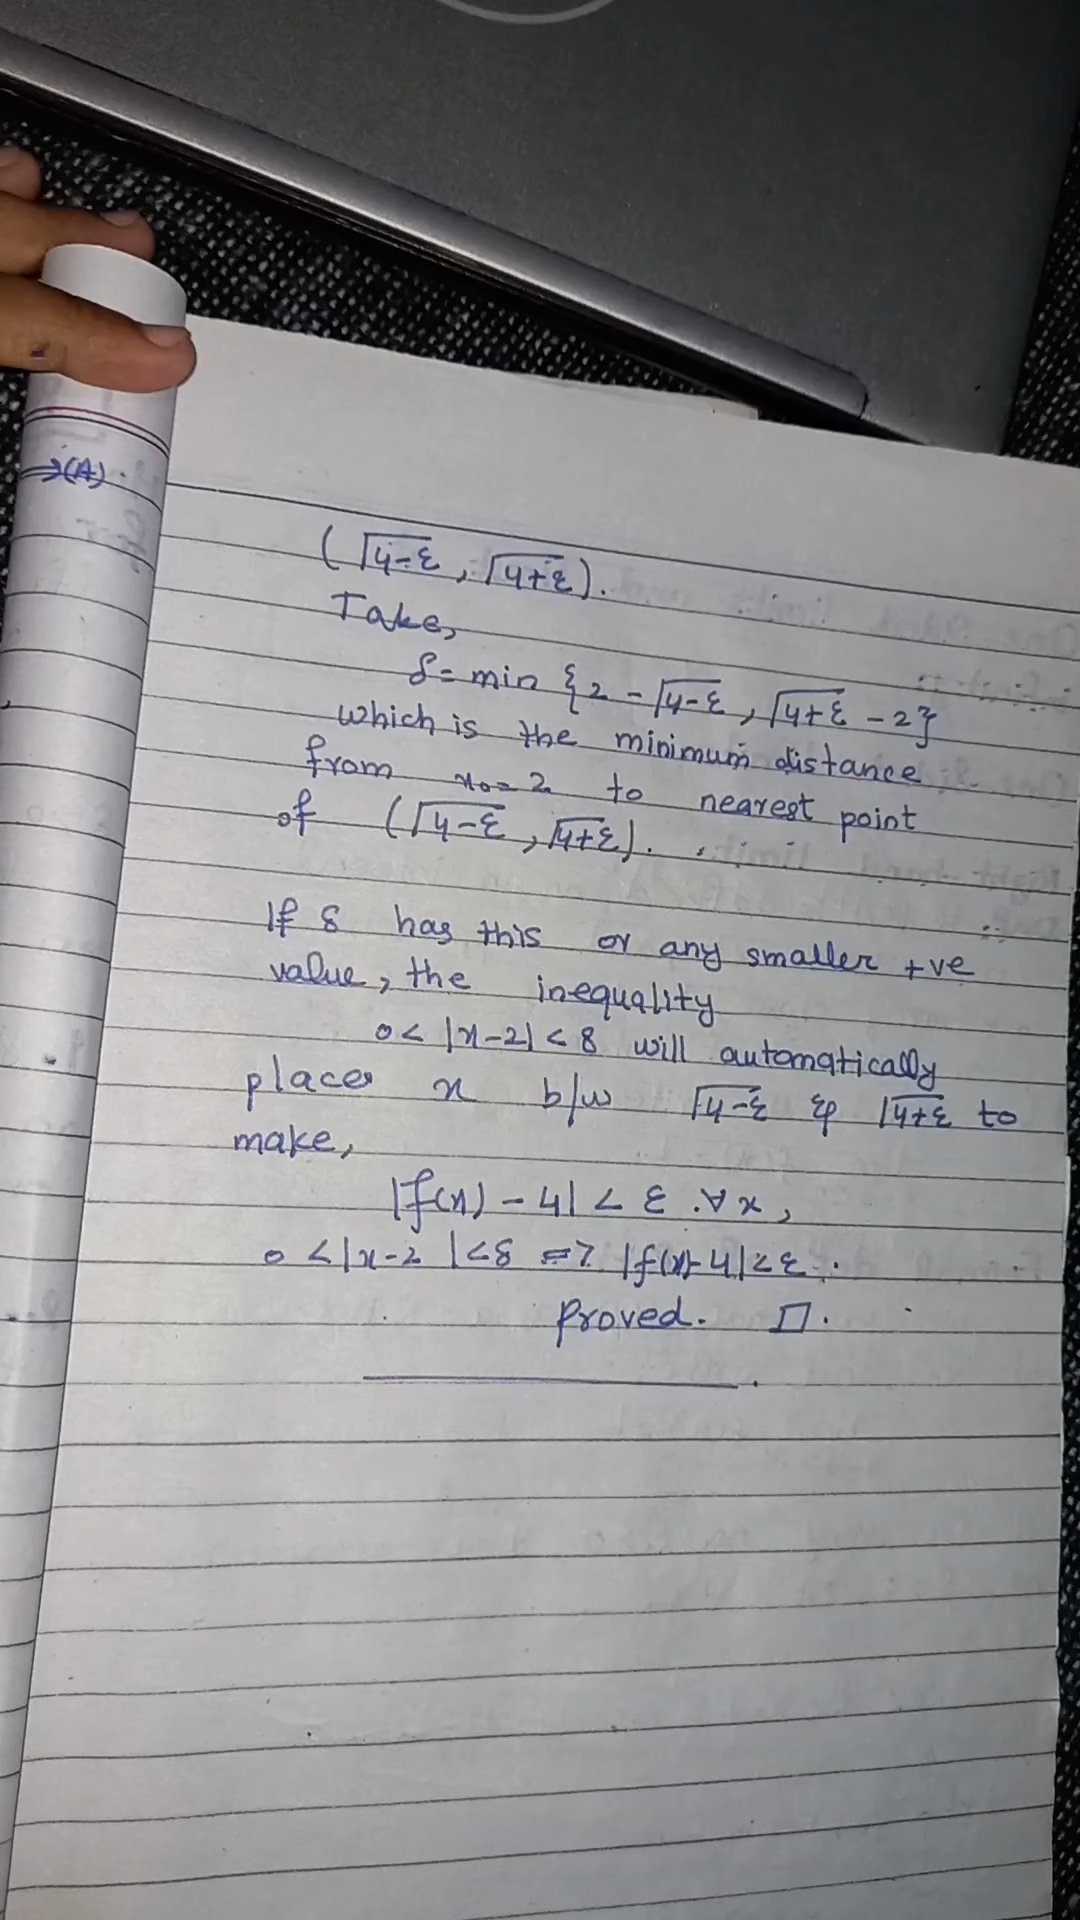 ⇒(A).
(√4-ε, √4+ε).
Take,
δ = min {2 - √4-ε, √4+ε - 2}
which is the minimum distance
from x₀ = 2 to nearest point
of (√4-ε, √4+ε).
If δ has this or any smaller +ve
value, the inequality
0 < |x-2| < δ will automatically
places x b/w √4-ε & √4+ε to
make,
|f(x) - 4| < ε . ∀ x,
0 < |x-2| < δ ⇒ |f(x)-4| < ε.
Proved. □.